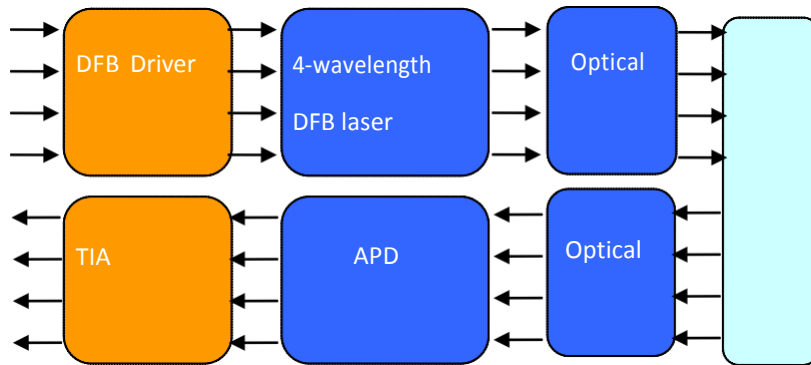 DFB Driver
4-wavelength
DFB laser
Optical
TIA
APD
Optical